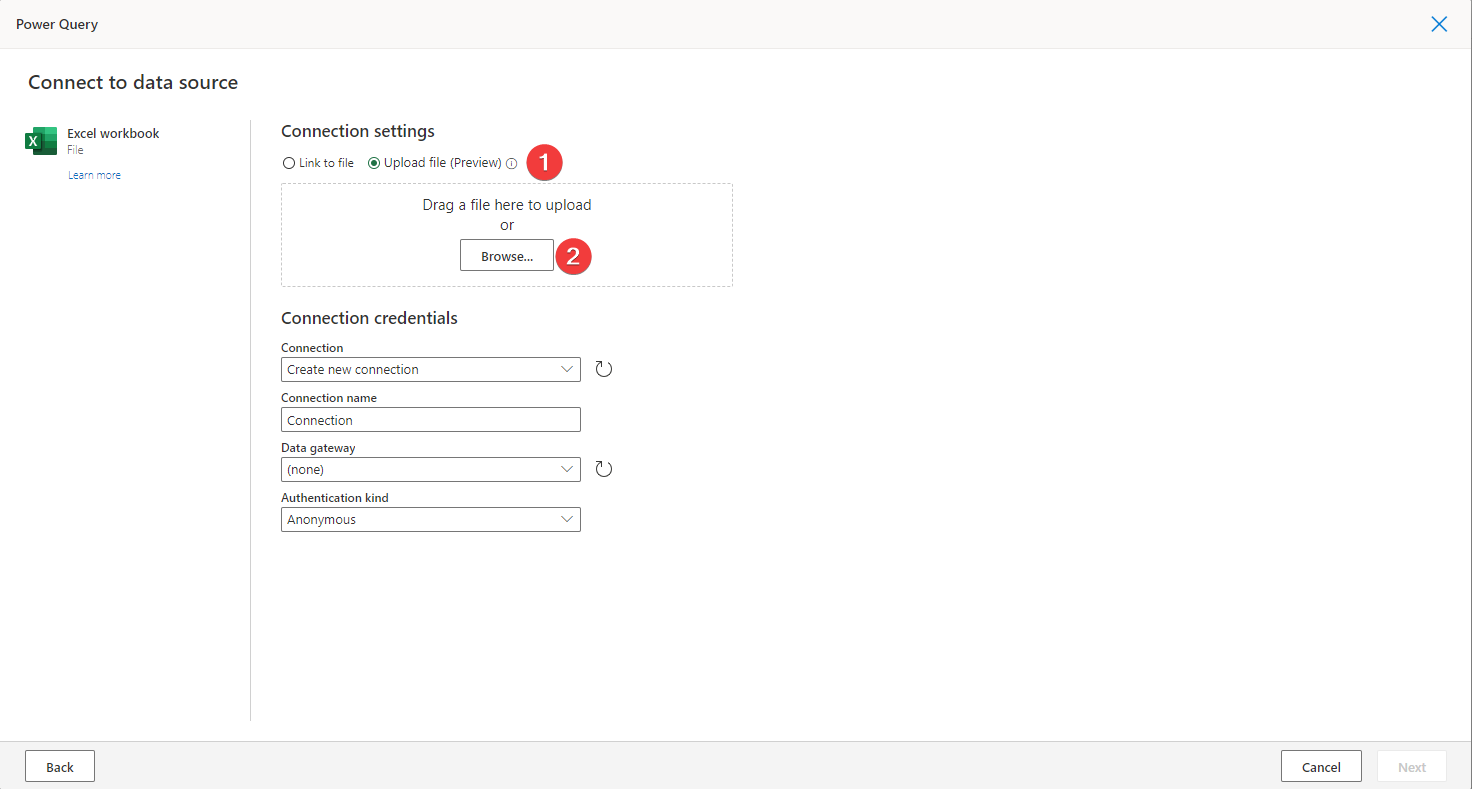 Power Query
Connect to data source
X
Excel workbook
File
Learn more
Connection settings
Link to file Upload file (Preview) 1
Drag a file here to upload
or
Browse... 2
Connection credentials
Connection
Create new connection
Connection name
Connection
Data gateway
(none)
Authentication kind
Anonymous
Back Cancel Next